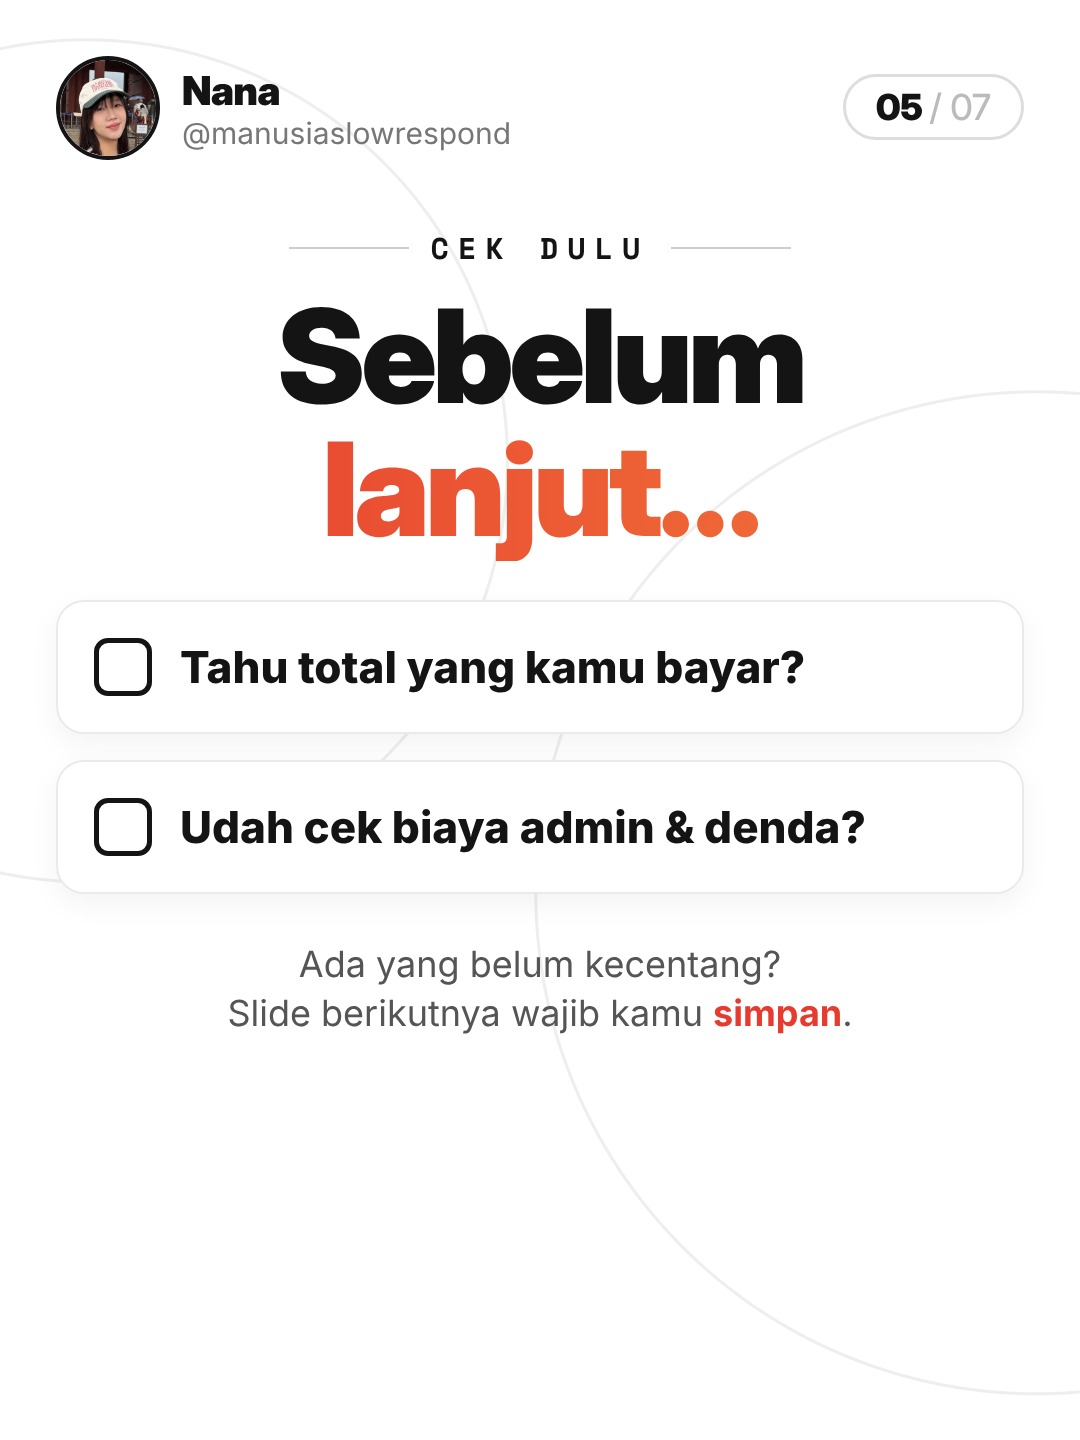 Nana
@manusiaslowrespond
05 / 07
CEK DULU
Sebelum
lanjut...
Tahu total yang kamu bayar?
Udah cek biaya admin & denda?
Ada yang belum kecentang?
Slide berikutnya wajib kamu simpan.